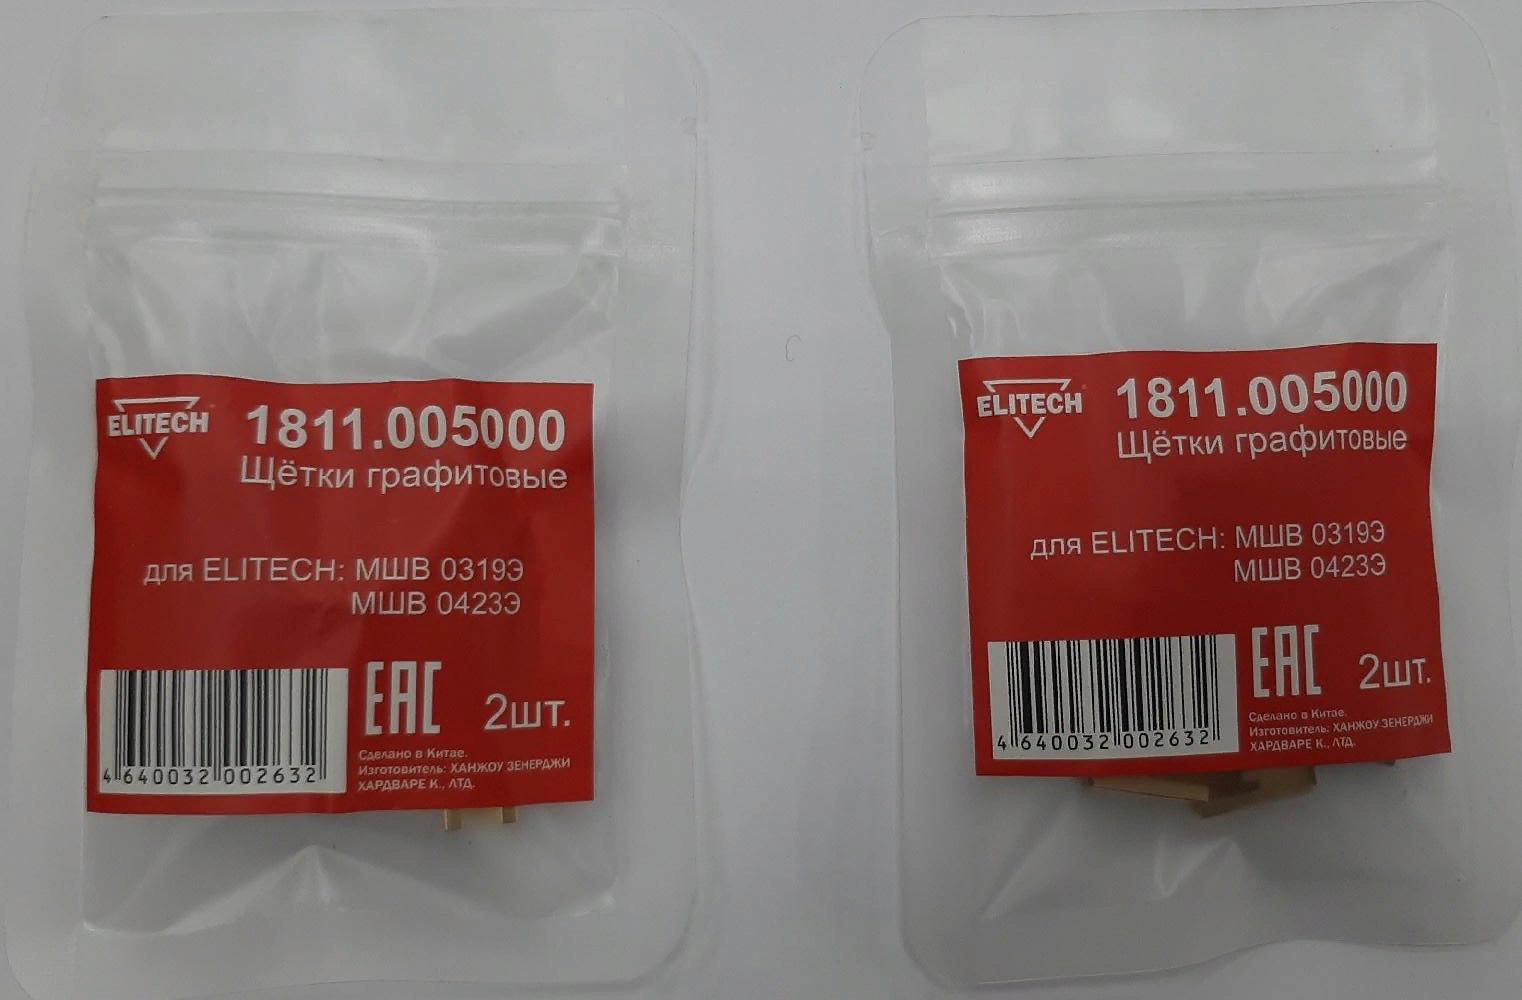 ELITECH
1811.005000
Щётки графитовые
для ELITECH: МШВ 0319Э
МШВ 0423Э
EAC
2шт.
Сделано в Китае.
Изготовитель: ХАНЖОУ ЗЕНЕРДЖИ
ХАРДВАРЕ К., ЛТД.
4 640032 002632
ELITECH
1811.005000
Щётки графитовые
для ELITECH: МШВ 0319Э
МШВ 0423Э
EAC
2шт.
Сделано в Китае.
Изготовитель: ХАНЖОУ ЗЕНЕРДЖИ
ХАРДВАРЕ К., ЛТД.
4 640032 002632